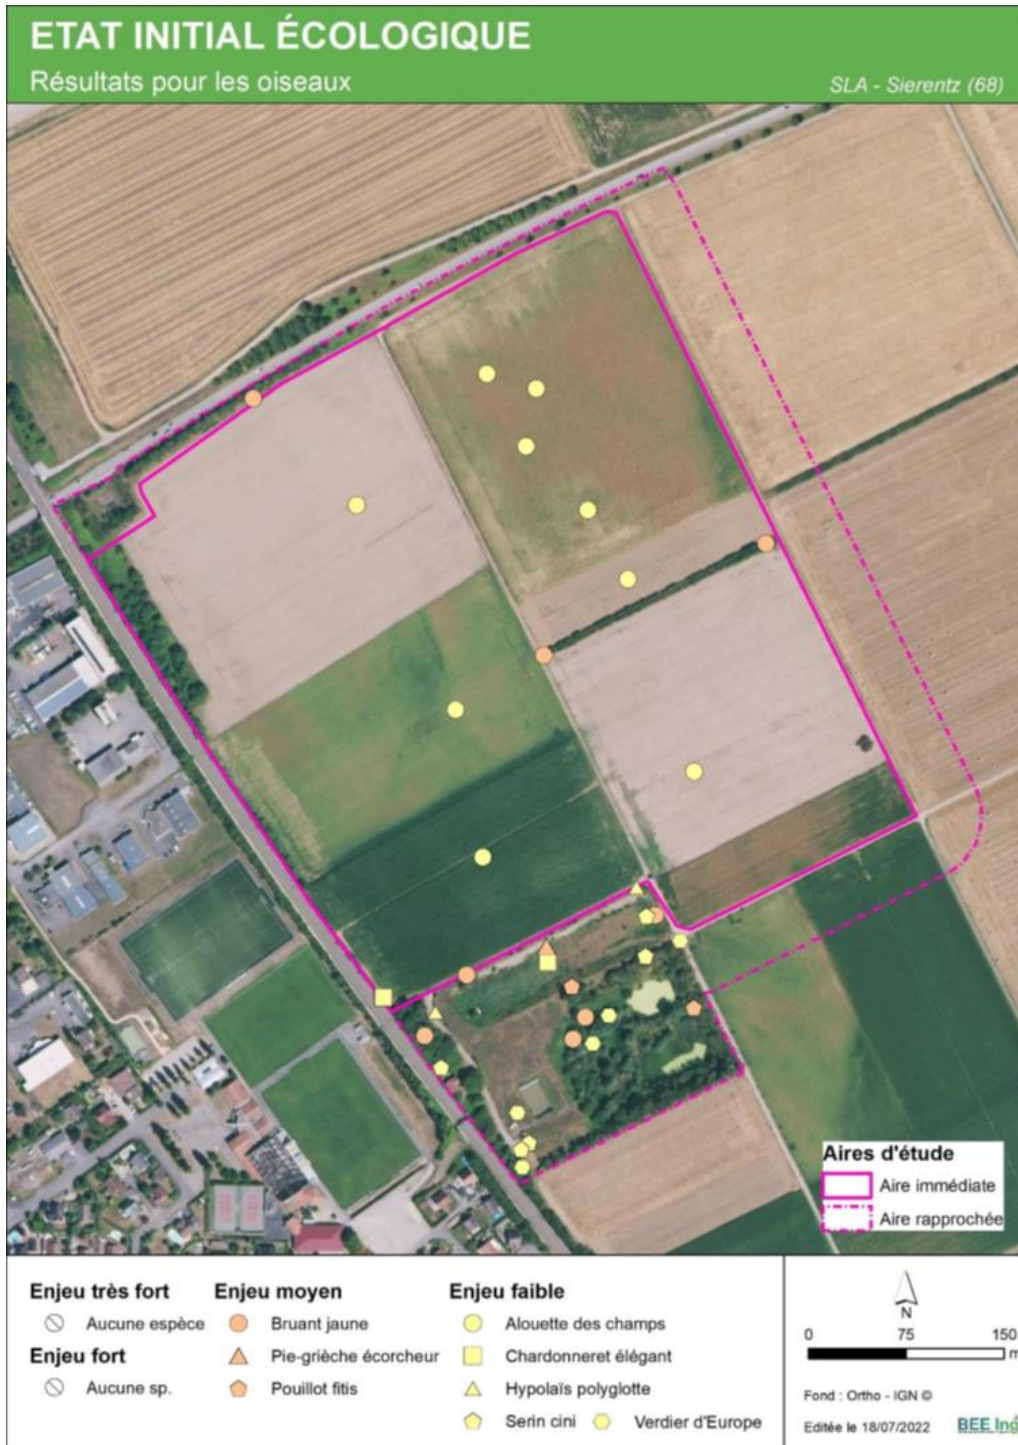 ETAT INITIAL ÉCOLOGIQUE
Résultats pour les oiseaux
SLA - Sierentz (68)
Aires d'étude
Aire immédiate
Aire rapprochée
Enjeu très fort
Aucune espèce
Enjeu fort
Aucune sp.
Enjeu moyen
Bruant jaune
Pie-grièche écorcheur
Pouillot fitis
Enjeu faible
Alouette des champs
Chardonneret élégant
Hypolaïs polyglotte
Serin cini Verdier d'Europe
N
0 75 150
m
Fond : Ortho - IGN ©
Editée le 18/07/2022
BEE Ing